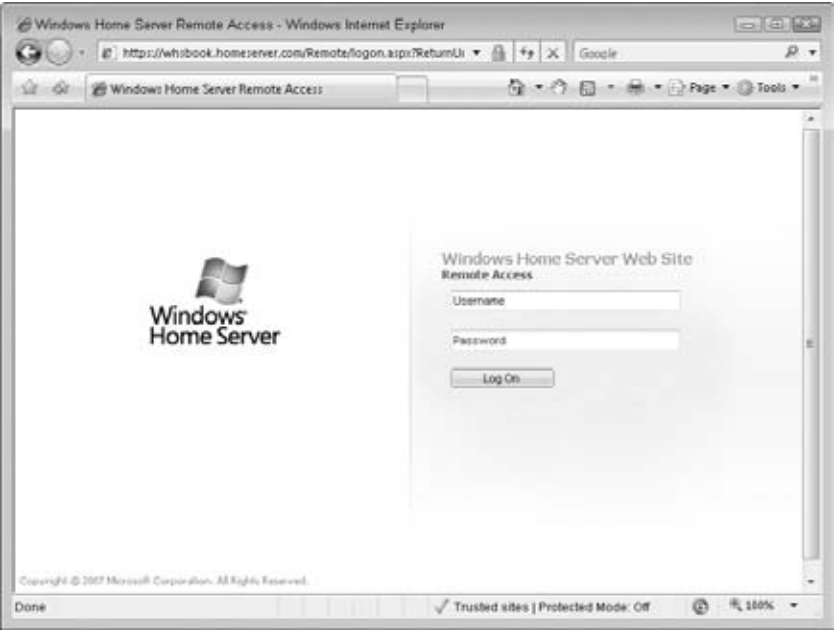 Windows Home Server Remote Access - Windows Internet Explorer
https://whsbook.homeserver.com/Remote/logon.aspx?ReturnUr
Google
Windows Home Server Remote Access
Page
Tools
Windows
Home Server
Windows Home Server Web Site
Remote Access
Username
Password
Log On
Copyright © 2007 Microsoft Corporation. All Rights Reserved.
Done
Trusted sites | Protected Mode: Off
100%